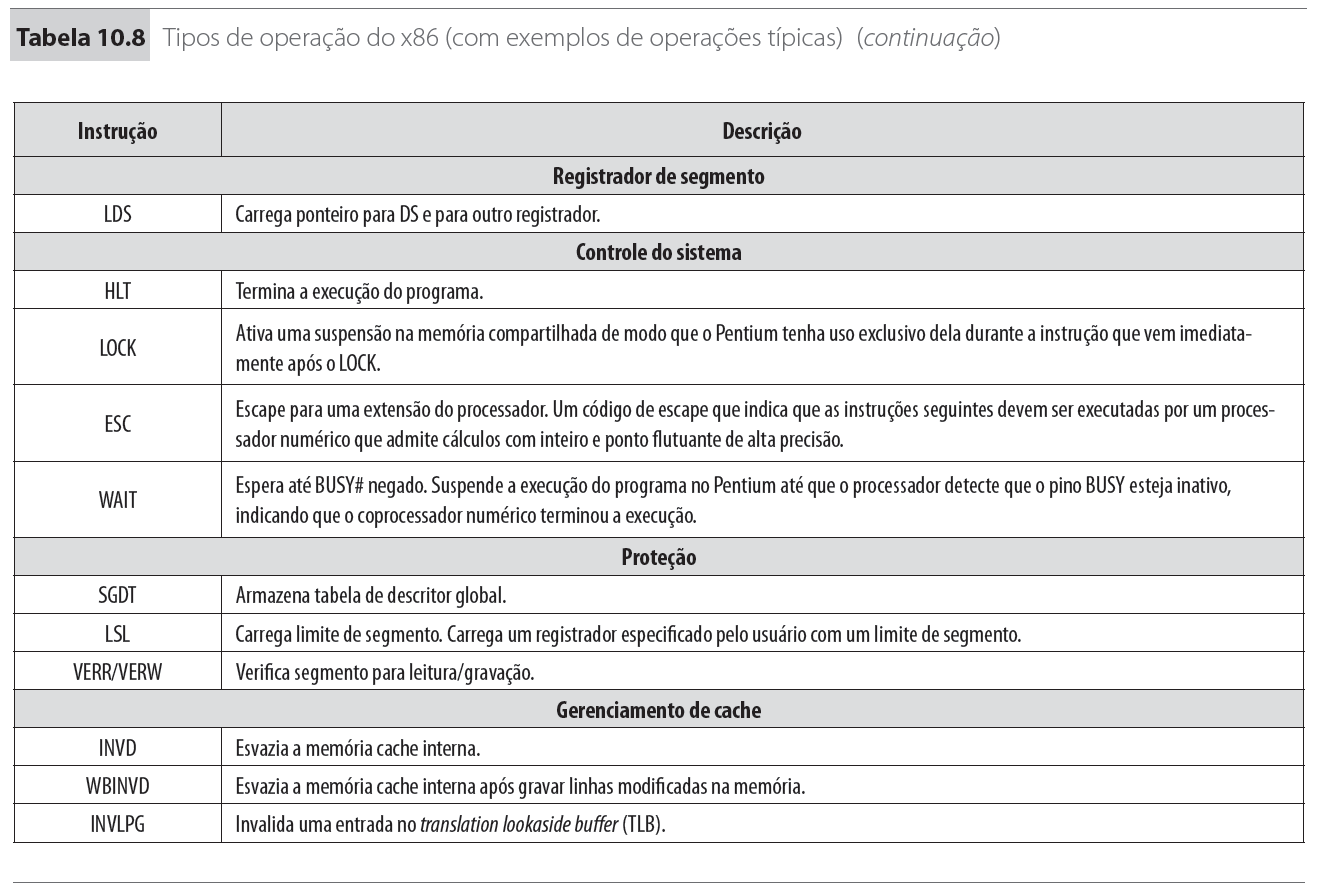 Tabela 10.8 Tipos de operação do x86 (com exemplos de operações típicas) (continuação)
Instrução Descrição
Registrador de segmento
LDS Carrega ponteiro para DS e para outro registrador.
Controle do sistema
HLT Termina a execução do programa.
LOCK Ativa uma suspensão na memória compartilhada de modo que o Pentium tenha uso exclusivo dela durante a instrução que vem imediata-
mente após o LOCK.
ESC Escape para uma extensão do processador. Um código de escape que indica que as instruções seguintes devem ser executadas por um proces-
sador numérico que admite cálculos com inteiro e ponto flutuante de alta precisão.
WAIT Espera até BUSY# negado. Suspende a execução do programa no Pentium até que o processador detecte que o pino BUSY esteja inativo,
indicando que o coprocessador numérico terminou a execução.
Proteção
SGDT Armazena tabela de descritor global.
LSL Carrega limite de segmento. Carrega um registrador especificado pelo usuário com um limite de segmento.
VERR/VERW Verifica segmento para leitura/gravação.
Gerenciamento de cache
INVD Esvazia a memória cache interna.
WBINVD Esvazia a memória cache interna após gravar linhas modificadas na memória.
INVLPG Invalida uma entrada no translation lookaside buffer (TLB).